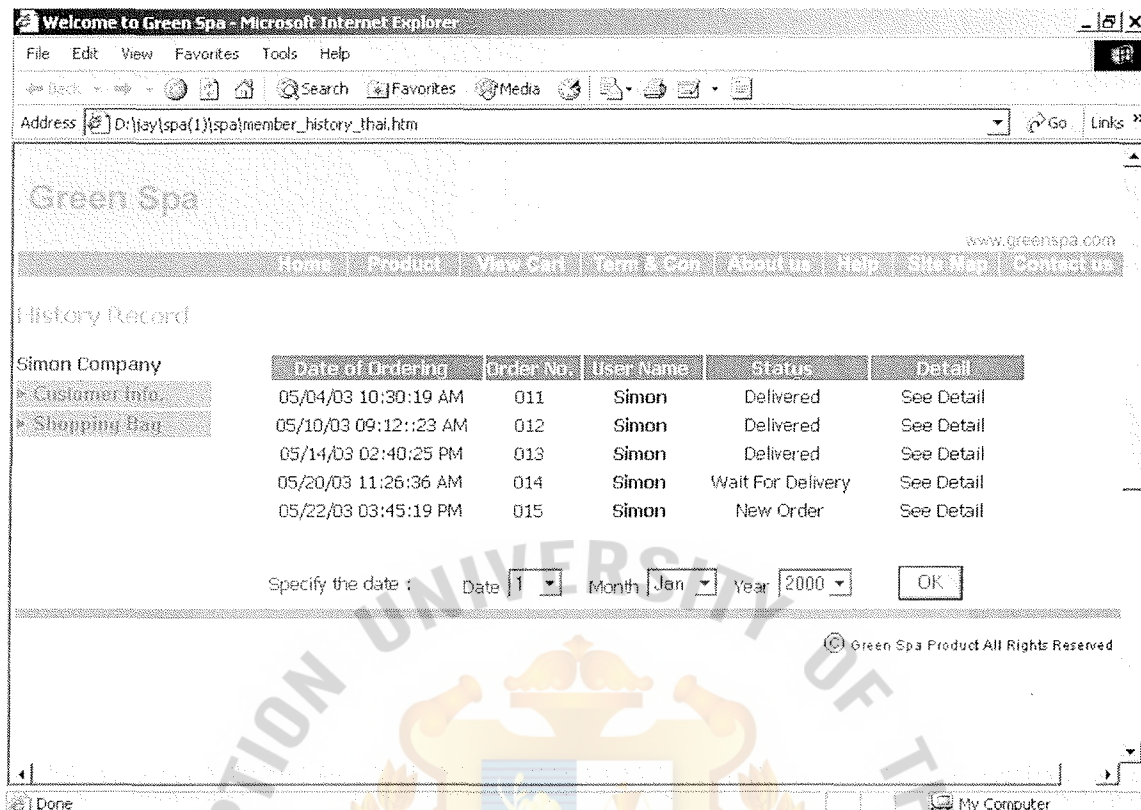 Welcome to Green Spa - Microsoft Internet Explorer
File Edit View Favorites Tools Help
Back Search Favorites Media
Address D:\jay\spa(1)\spa\member_history_thai.htm Go Links »
Green Spa
www.greenspa.com
Home | Product | View Cart | Term & Con | About us | Help | Site Map | Contact us
History Record
Simon Company
Customer Info.
Shopping Bag
Date of Ordering Order No. User Name Status Detail
05/04/03 10:30:19 AM 011 Simon Delivered See Detail
05/10/03 09:12::23 AM 012 Simon Delivered See Detail
05/14/03 02:40:25 PM 013 Simon Delivered See Detail
05/20/03 11:26:36 AM 014 Simon Wait For Delivery See Detail
05/22/03 03:45:19 PM 015 Simon New Order See Detail
Specify the date : Date 1 Month Jan Year 2000 OK
© Green Spa Product All Rights Reserved
UNIVERSITY OF
Done My Computer